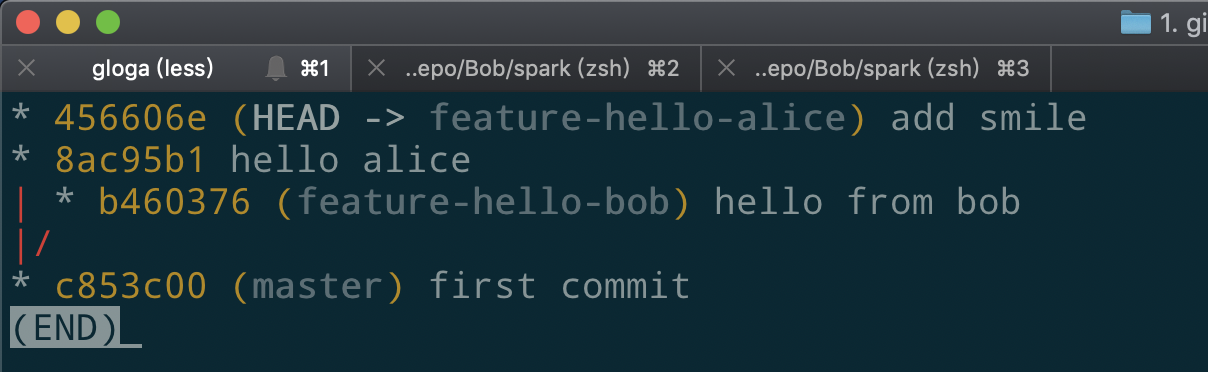 1. gi
gloga (less) ⌘1 ..epo/Bob/spark (zsh) ⌘2 ..epo/Bob/spark (zsh) ⌘3
* 456606e (HEAD -> feature-hello-alice) add smile
* 8ac95b1 hello alice
| * b460376 (feature-hello-bob) hello from bob
|/
* c853c00 (master) first commit
(END)